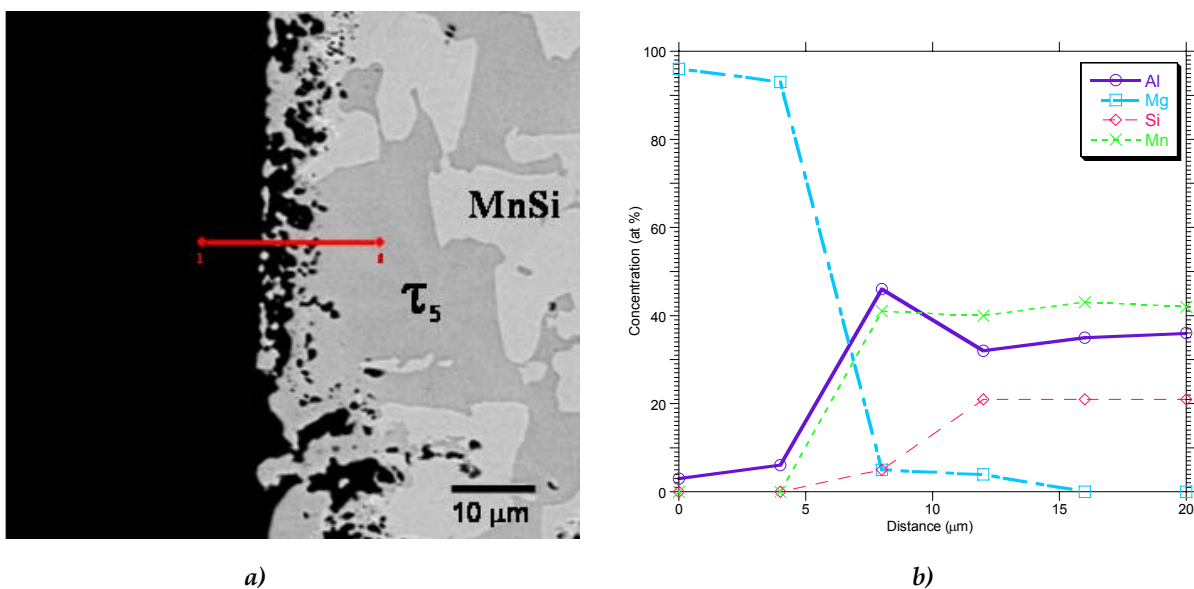 MnSi
1
τ5
10 μm
a)
100
80
60
40
20
0
Concentration (at %)
0
5
10
15
20
Distance (μm)
Al
Mg
Si
Mn
b)